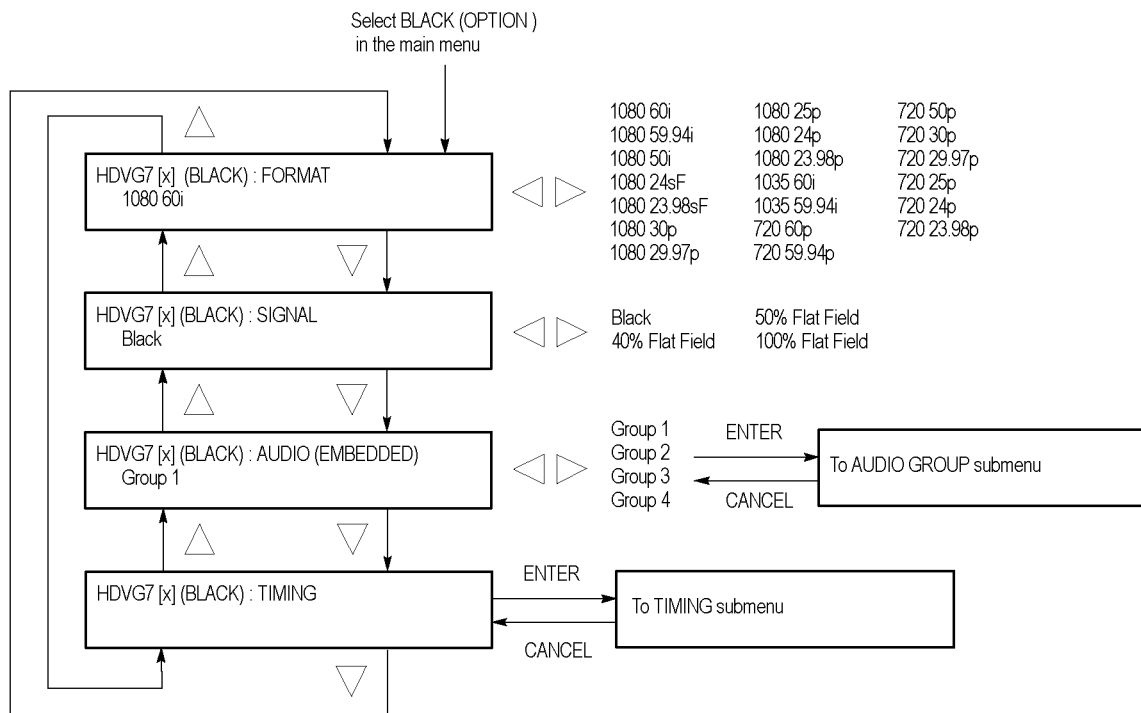 Select BLACK (OPTION )
in the main menu
HDVG7 [x] (BLACK) : FORMAT
1080 60i
1080 60i 1080 25p 720 50p
1080 59.94i 1080 24p 720 30p
1080 50i 1080 23.98p 720 29.97p
1080 24sF 1035 60i 720 25p
1080 23.98sF 1035 59.94i 720 24p
1080 30p 720 60p 720 23.98p
1080 29.97p 720 59.94p
HDVG7 [x] (BLACK) : SIGNAL
Black
Black 50% Flat Field
40% Flat Field 100% Flat Field
HDVG7 [x] (BLACK) : AUDIO (EMBEDDED)
Group 1
Group 1
Group 2
Group 3
Group 4
ENTER
CANCEL
To AUDIO GROUP submenu
HDVG7 [x] (BLACK) : TIMING
ENTER
CANCEL
To TIMING submenu